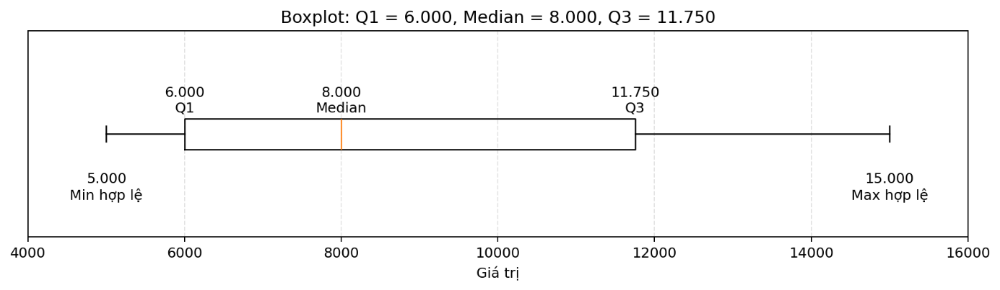 Boxplot: Q1 = 6.000, Median = 8.000, Q3 = 11.750
6.000
Q1
8.000
Median
11.750
Q3
5.000
Min hợp lệ
15.000
Max hợp lệ
4000 6000 8000 10000 12000 14000 16000
Giá trị